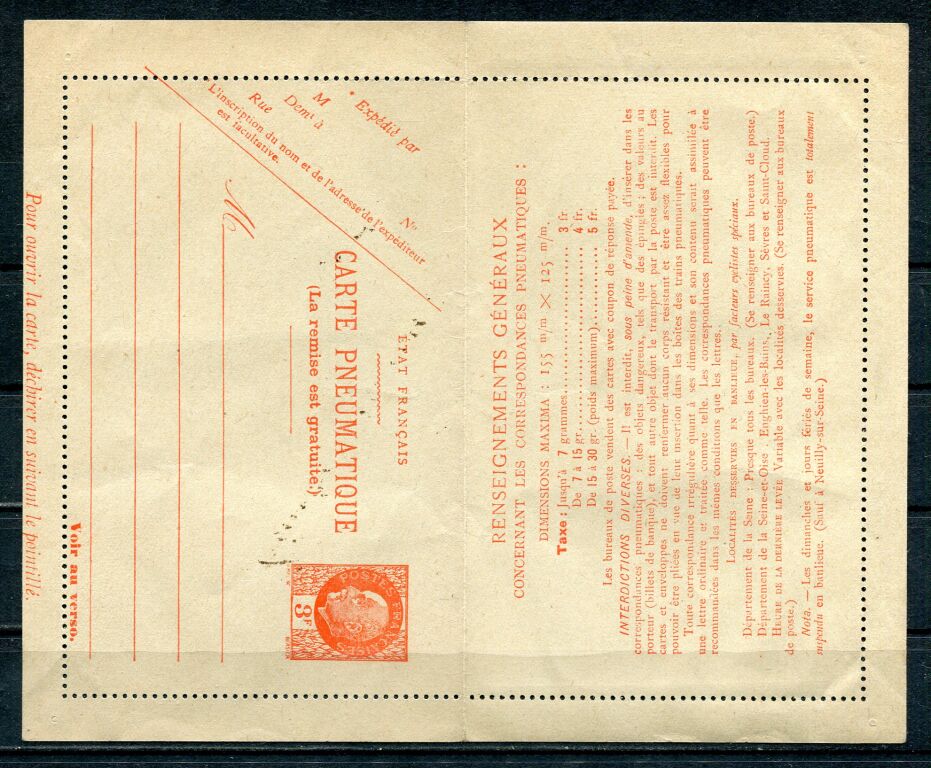 * Expédié par
M
Demt à
Rue
No
L'inscription du nom et de l'adresse de l'expéditeur
est facultative.
ETAT FRANÇAIS
CARTE PNEUMATIQUE
(La remise est gratuite.)
POSTES FRANÇAISES
3F
M
Voir au verso.
Pour ouvrir la carte, déchirer en suivant le pointillé.
RENSEIGNEMENTS GÉNÉRAUX
CONCERNANT LES CORRESPONDANCES PNEUMATIQUES :
DIMENSIONS MAXIMA : 155 m/m. × 125 m/m.
Taxe : Jusqu'à 7 grammes........................ 3 fr
De 7 à 15 gr........................ 4 fr.
De 15 à 30 gr. (poids maximum)........ 5 fr.
Les bureaux de poste vendent des cartes avec coupon de réponse payée.
INTERDICTIONS DIVERSES. — Il est interdit, sous peine d'amende, d'insérer dans les
correspondances pneumatiques : des objets dangereux, tels que des épingles ; des valeurs au
porteur (billets de banque), et tout autre objet dont le transport par la poste est interdit. Les
cartes et enveloppes ne doivent renfermer aucun corps résistant et être assez flexibles pour
pouvoir être pliées en vue de leur insertion dans les boîtes des trains pneumatiques.
Toute correspondance irrégulière quant à ses dimensions et son contenu serait assimilée à
une lettre ordinaire et traitée comme telle. Les correspondances pneumatiques peuvent être
recommandées dans les mêmes conditions que les lettres.
LOCALITÉS DESSERVIES EN BANLIEUE, par facteurs cyclistes spéciaux.
Département de la Seine : Presque tous les bureaux. (Se renseigner aux bureaux de poste.)
Département de la Seine-et-Oise : Enghien-les-Bains, Le Raincy, Sèvres et Saint-Cloud.
HEURE DE LA DERNIÈRE LEVÉE Variable avec les localités desservies. (Se renseigner aux bureaux
de poste.)
Nota. — Les dimanches et jours fériés de semaine, le service pneumatique est totalement
suspendu en banlieue. (Sauf à Neuilly-sur-Seine.)